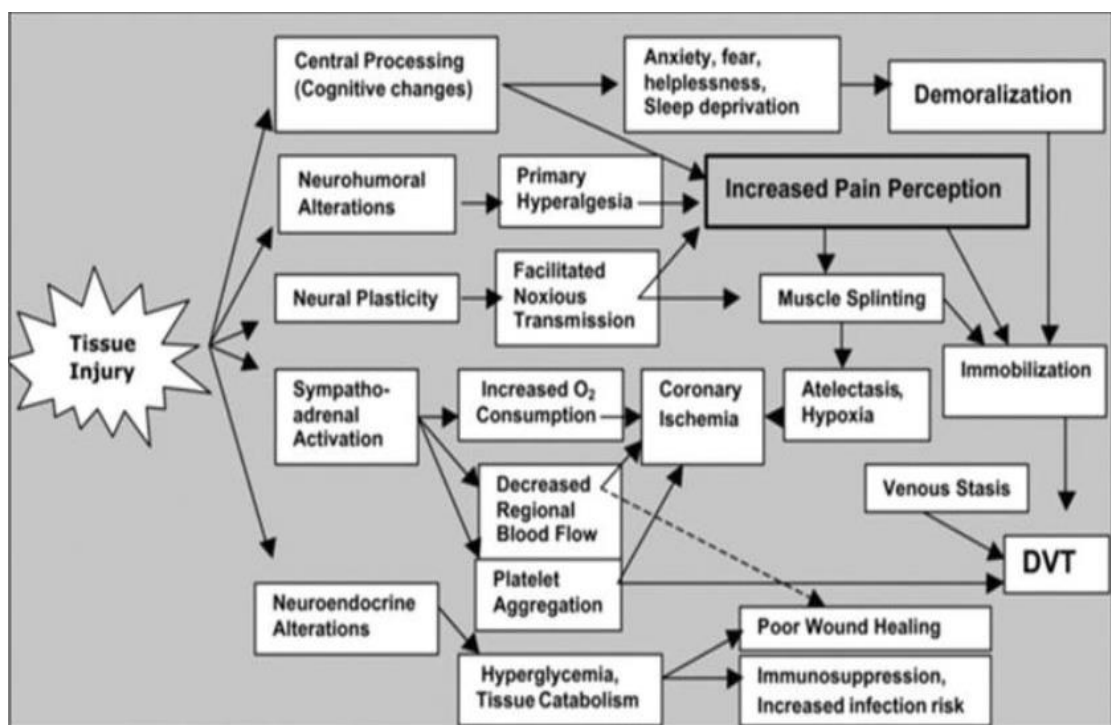 Central Processing
(Cognitive changes)
Anxiety, fear,
helplessness,
Sleep deprivation
Demoralization
Neurohumoral
Alterations
Primary
Hyperalgesia
Increased Pain Perception
Neural Plasticity
Facilitated
Noxious
Transmission
Muscle Splinting
Tissue
Injury
Immobilization
Sympatho-
adrenal
Activation
Increased O₂
Consumption
Coronary
Ischemia
Atelectasis,
Hypoxia
Decreased
Regional
Blood Flow
Venous Stasis
DVT
Platelet
Aggregation
Neuroendocrine
Alterations
Poor Wound Healing
Hyperglycemia,
Tissue Catabolism
Immunosuppression,
Increased infection risk